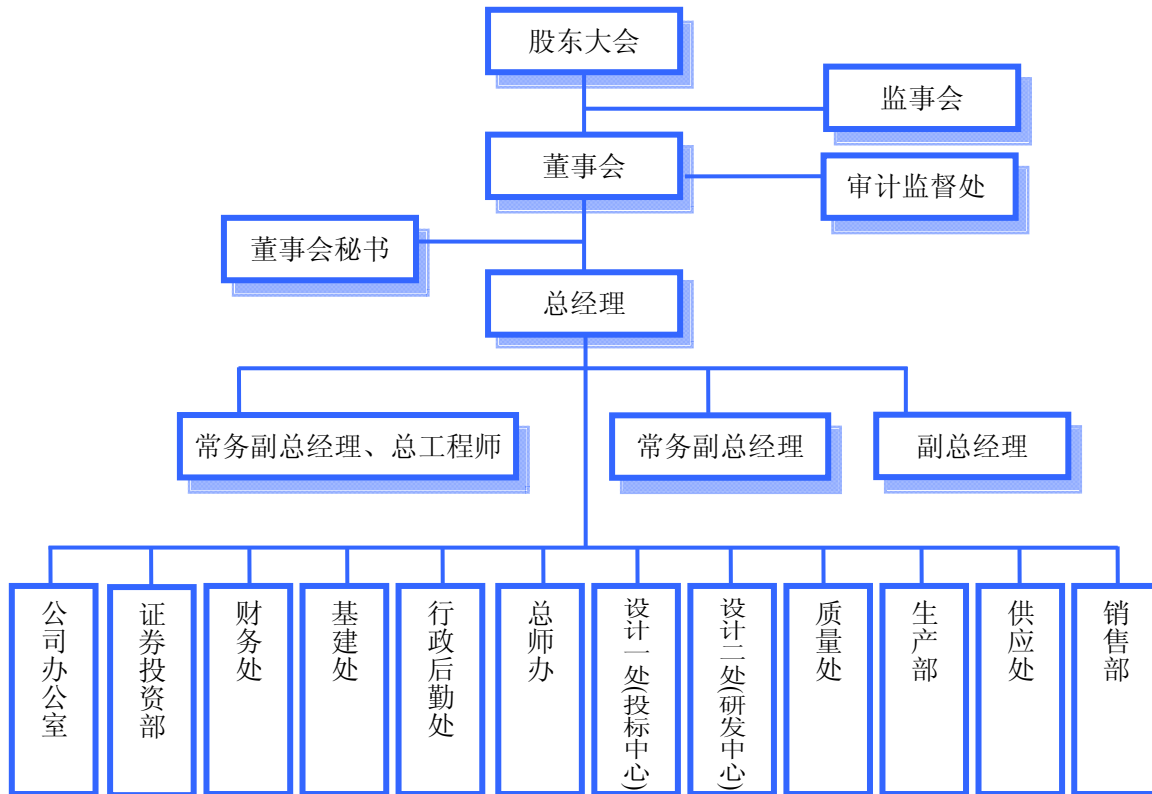 股东大会
监事会
董事会
审计监督处
董事会秘书
总经理
常务副总经理、总工程师
常务副总经理
副总经理
公司办公室
证券投资部
财务处
基建处
行政后勤处
总师办
设计一处(投标中心)
设计二处(研发中心)
质量处
生产部
供应处
销售部